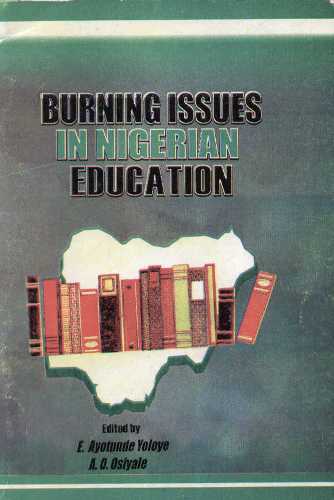 BURNING ISSUES
IN NIGERIAN
EDUCATION
Edited by
E. Ayotunde Yoloye
A. O. Osiyale